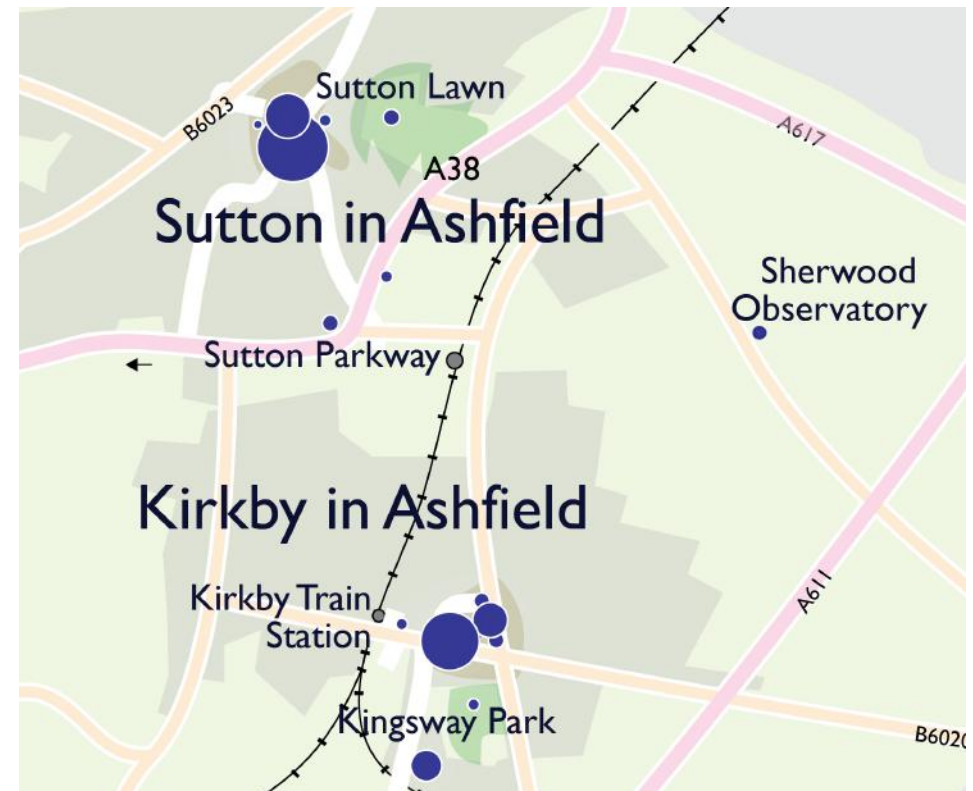 Sutton Lawn
B6023
A617
A38
Sutton in Ashfield
Sherwood
Observatory
Sutton Parkway
Kirkby in Ashfield
A611
Kirkby Train
Station
Kingsway Park
B6020